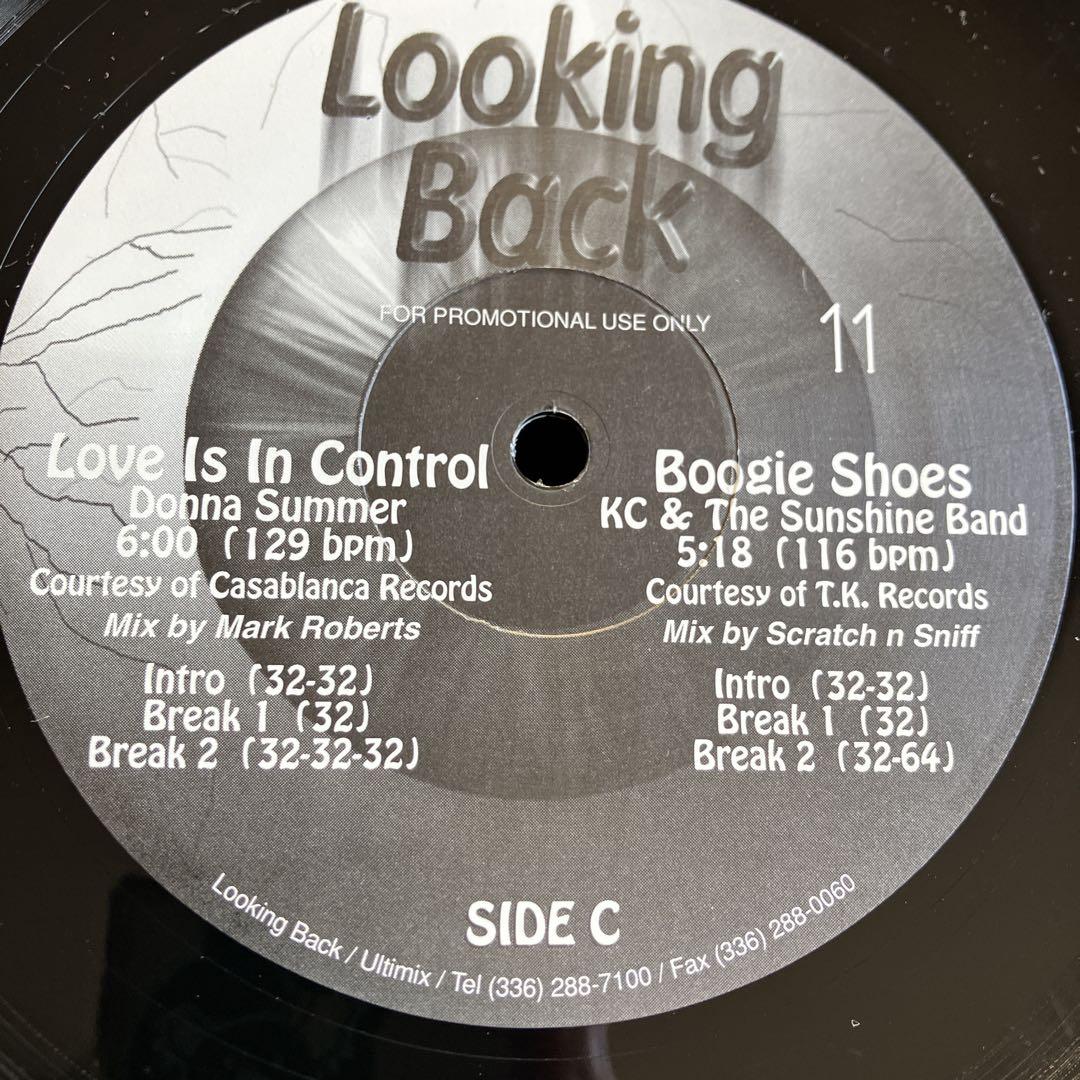 Looking
Back
FOR PROMOTIONAL USE ONLY
11
Love Is In Control
Donna Summer
6:00 (129 bpm)
Courtesy of Casablanca Records
Mix by Mark Roberts
Intro (32-32)
Break 1 (32)
Break 2 (32-32-32)
Boogie Shoes
KC & The Sunshine Band
5:18 (116 bpm)
Courtesy of T.K. Records
Mix by Scratch n Sniff
Intro (32-32)
Break 1 (32)
Break 2 (32-64)
SIDE C
Looking Back / Ultimix / Tel (336) 288-7100 / Fax (336) 288-0060